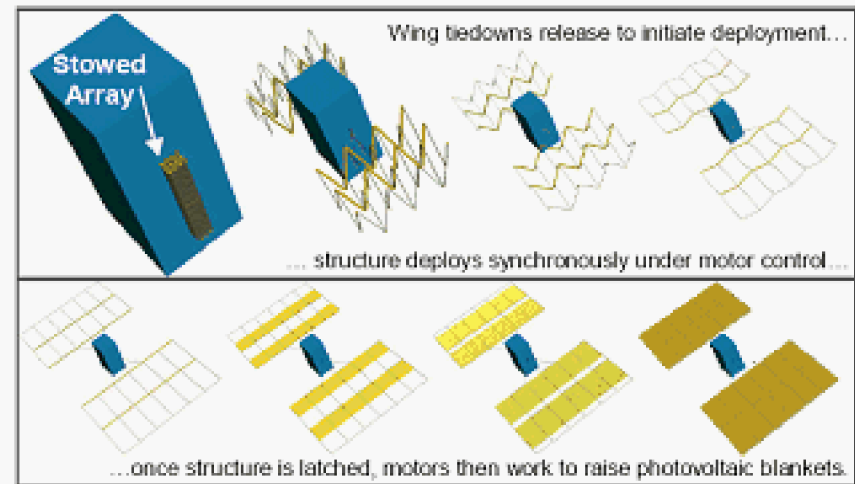 Wing tiedowns release to initiate deployment...
Stowed
Array
... structure deploys synchronously under motor control...
...once structure is latched, motors then work to raise photovoltaic blankets.